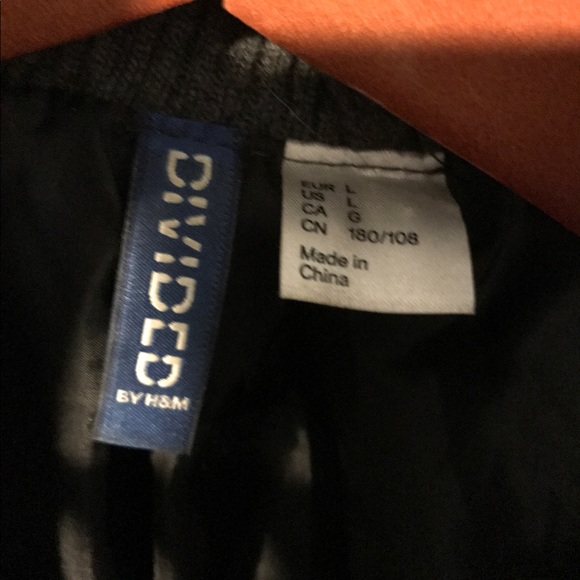 DIVIDED
BY H&M
EUR L
US L
CA G
CN 180/108
Made in
China